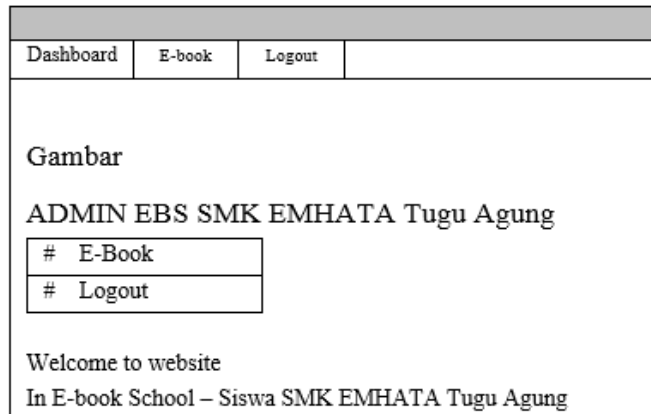 Dashboard E-book Logout
Gambar
ADMIN EBS SMK EMHATA Tugu Agung
# E-Book
# Logout
Welcome to website
In E-book School – Siswa SMK EMHATA Tugu Agung